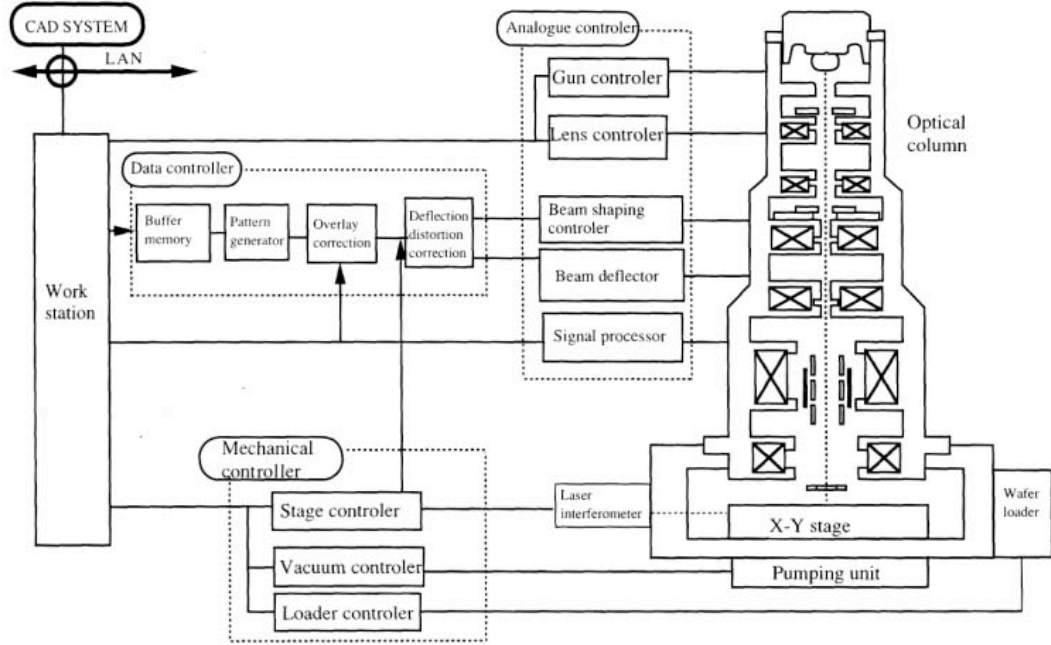 CAD SYSTEM
LAN
Analogue controler
Gun controler
Lens controler
Optical
column
Data controller
Buffer
memory
Pattern
generator
Overlay
correction
Deflection
distortion
correction
Beam shaping
controler
Beam deflector
Work
station
Signal processor
Mechanical
controller
Stage controler
Laser
interferometer
X-Y stage
Wafer
loader
Vacuum controler
Pumping unit
Loader controler